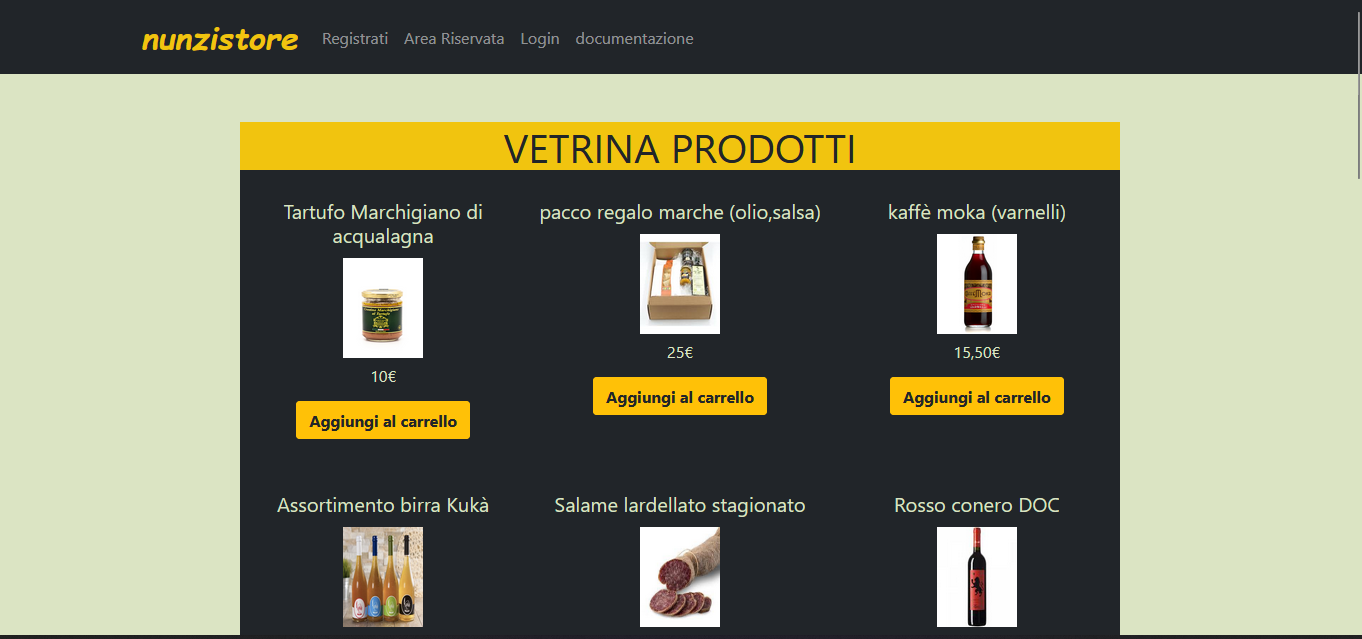 nunzistore Registrati Area Riservata Login documentazione
VETRINA PRODOTTI
Tartufo Marchigiano di
acqualagna
10€
Aggiungi al carrello
pacco regalo marche (olio,salsa)
25€
Aggiungi al carrello
kaffè moka (varnelli)
15,50€
Aggiungi al carrello
Assortimento birra Kukà
Salame lardellato stagionato
Rosso conero DOC